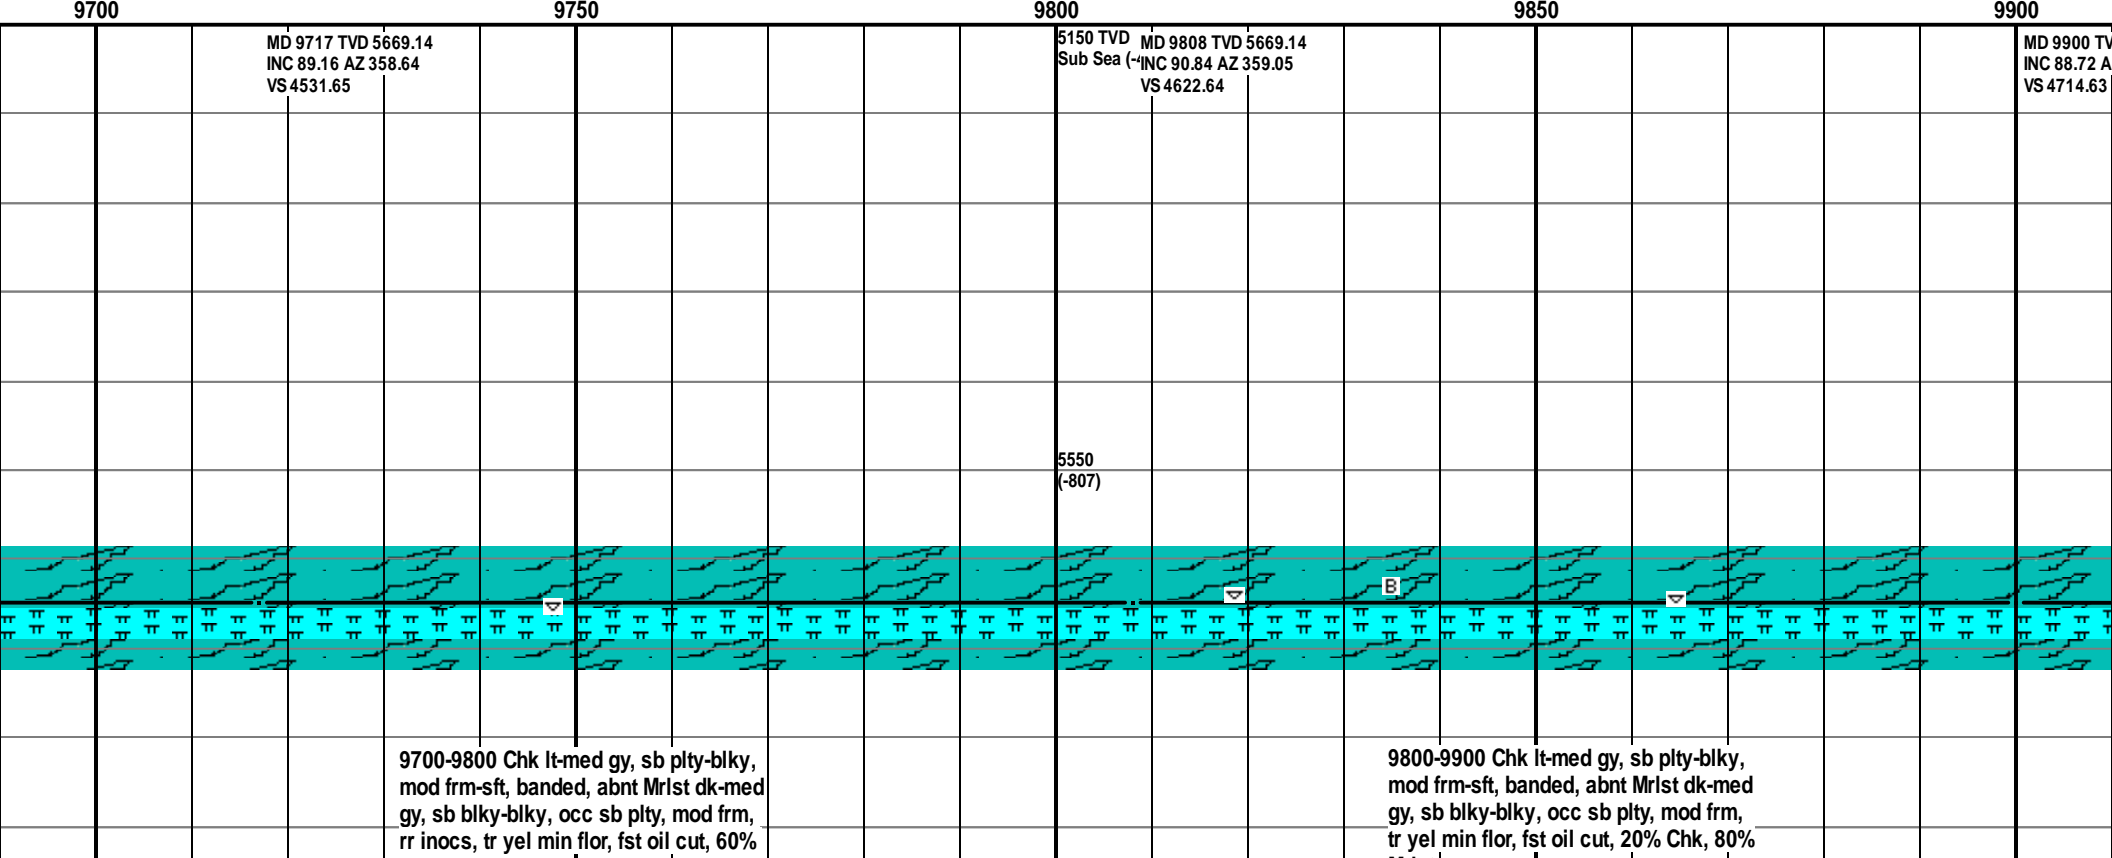 9700 9750 9800 9850 9900
MD 9717 TVD 5669.14
INC 89.16 AZ 358.64
VS 4531.65
5150 TVD
Sub Sea (-
MD 9808 TVD 5669.14
INC 90.84 AZ 359.05
VS 4622.64
MD 9900 TV
INC 88.72 A
VS 4714.63
5550
(-807)
B
9700-9800 Chk lt-med gy, sb plty-blky,
mod frm-sft, banded, abnt Mrlst dk-med
gy, sb blky-blky, occ sb plty, mod frm,
rr inocs, tr yel min flor, fst oil cut, 60%
9800-9900 Chk lt-med gy, sb plty-blky,
mod frm-sft, banded, abnt Mrlst dk-med
gy, sb blky-blky, occ sb plty, mod frm,
tr yel min flor, fst oil cut, 20% Chk, 80%